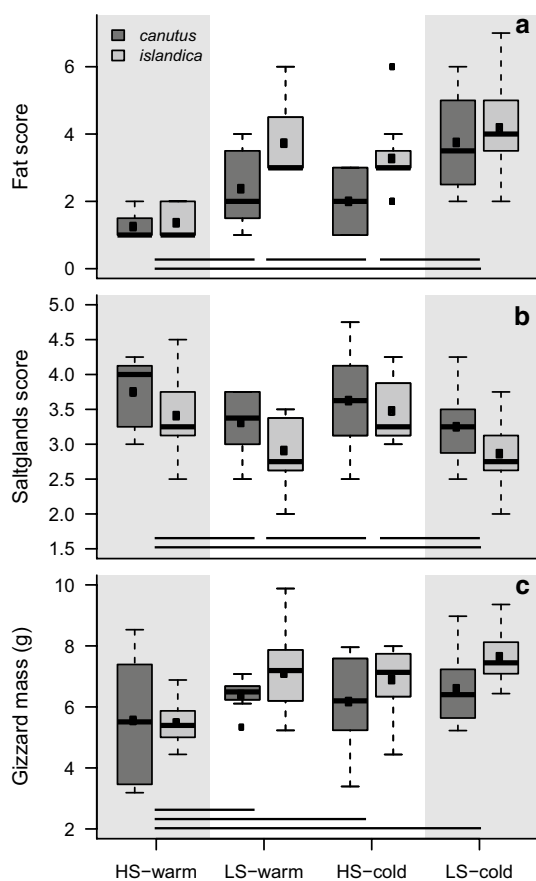 a
canutus
islandica
Fat score
6
4
2
0
b
Saltglands score
5.0
4.5
4.0
3.5
3.0
2.5
2.0
1.5
c
Gizzard mass (g)
10
8
6
4
2
HS-warm LS-warm HS-cold LS-cold